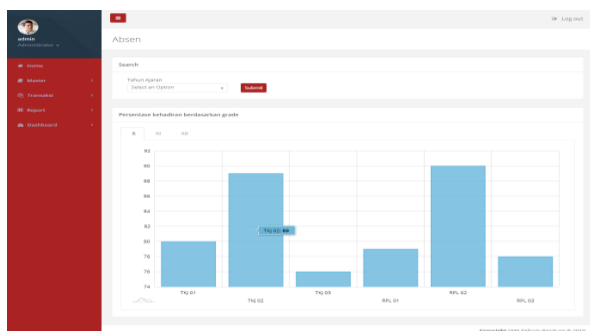 admin
Administrator
Log out
Absen
Home
Master
Transaksi
Report
Dashboard
Search
Tahun Ajaran
Select an Option
Submit
Persentase kehadiran berdasarkan grade
X
XI
XII
92
90
88
86
84
82
80
78
76
74
TKJ 02: 89
TKJ 01
TKJ 02
TKJ 03
RPL 01
RPL 02
RPL 03
Copyright